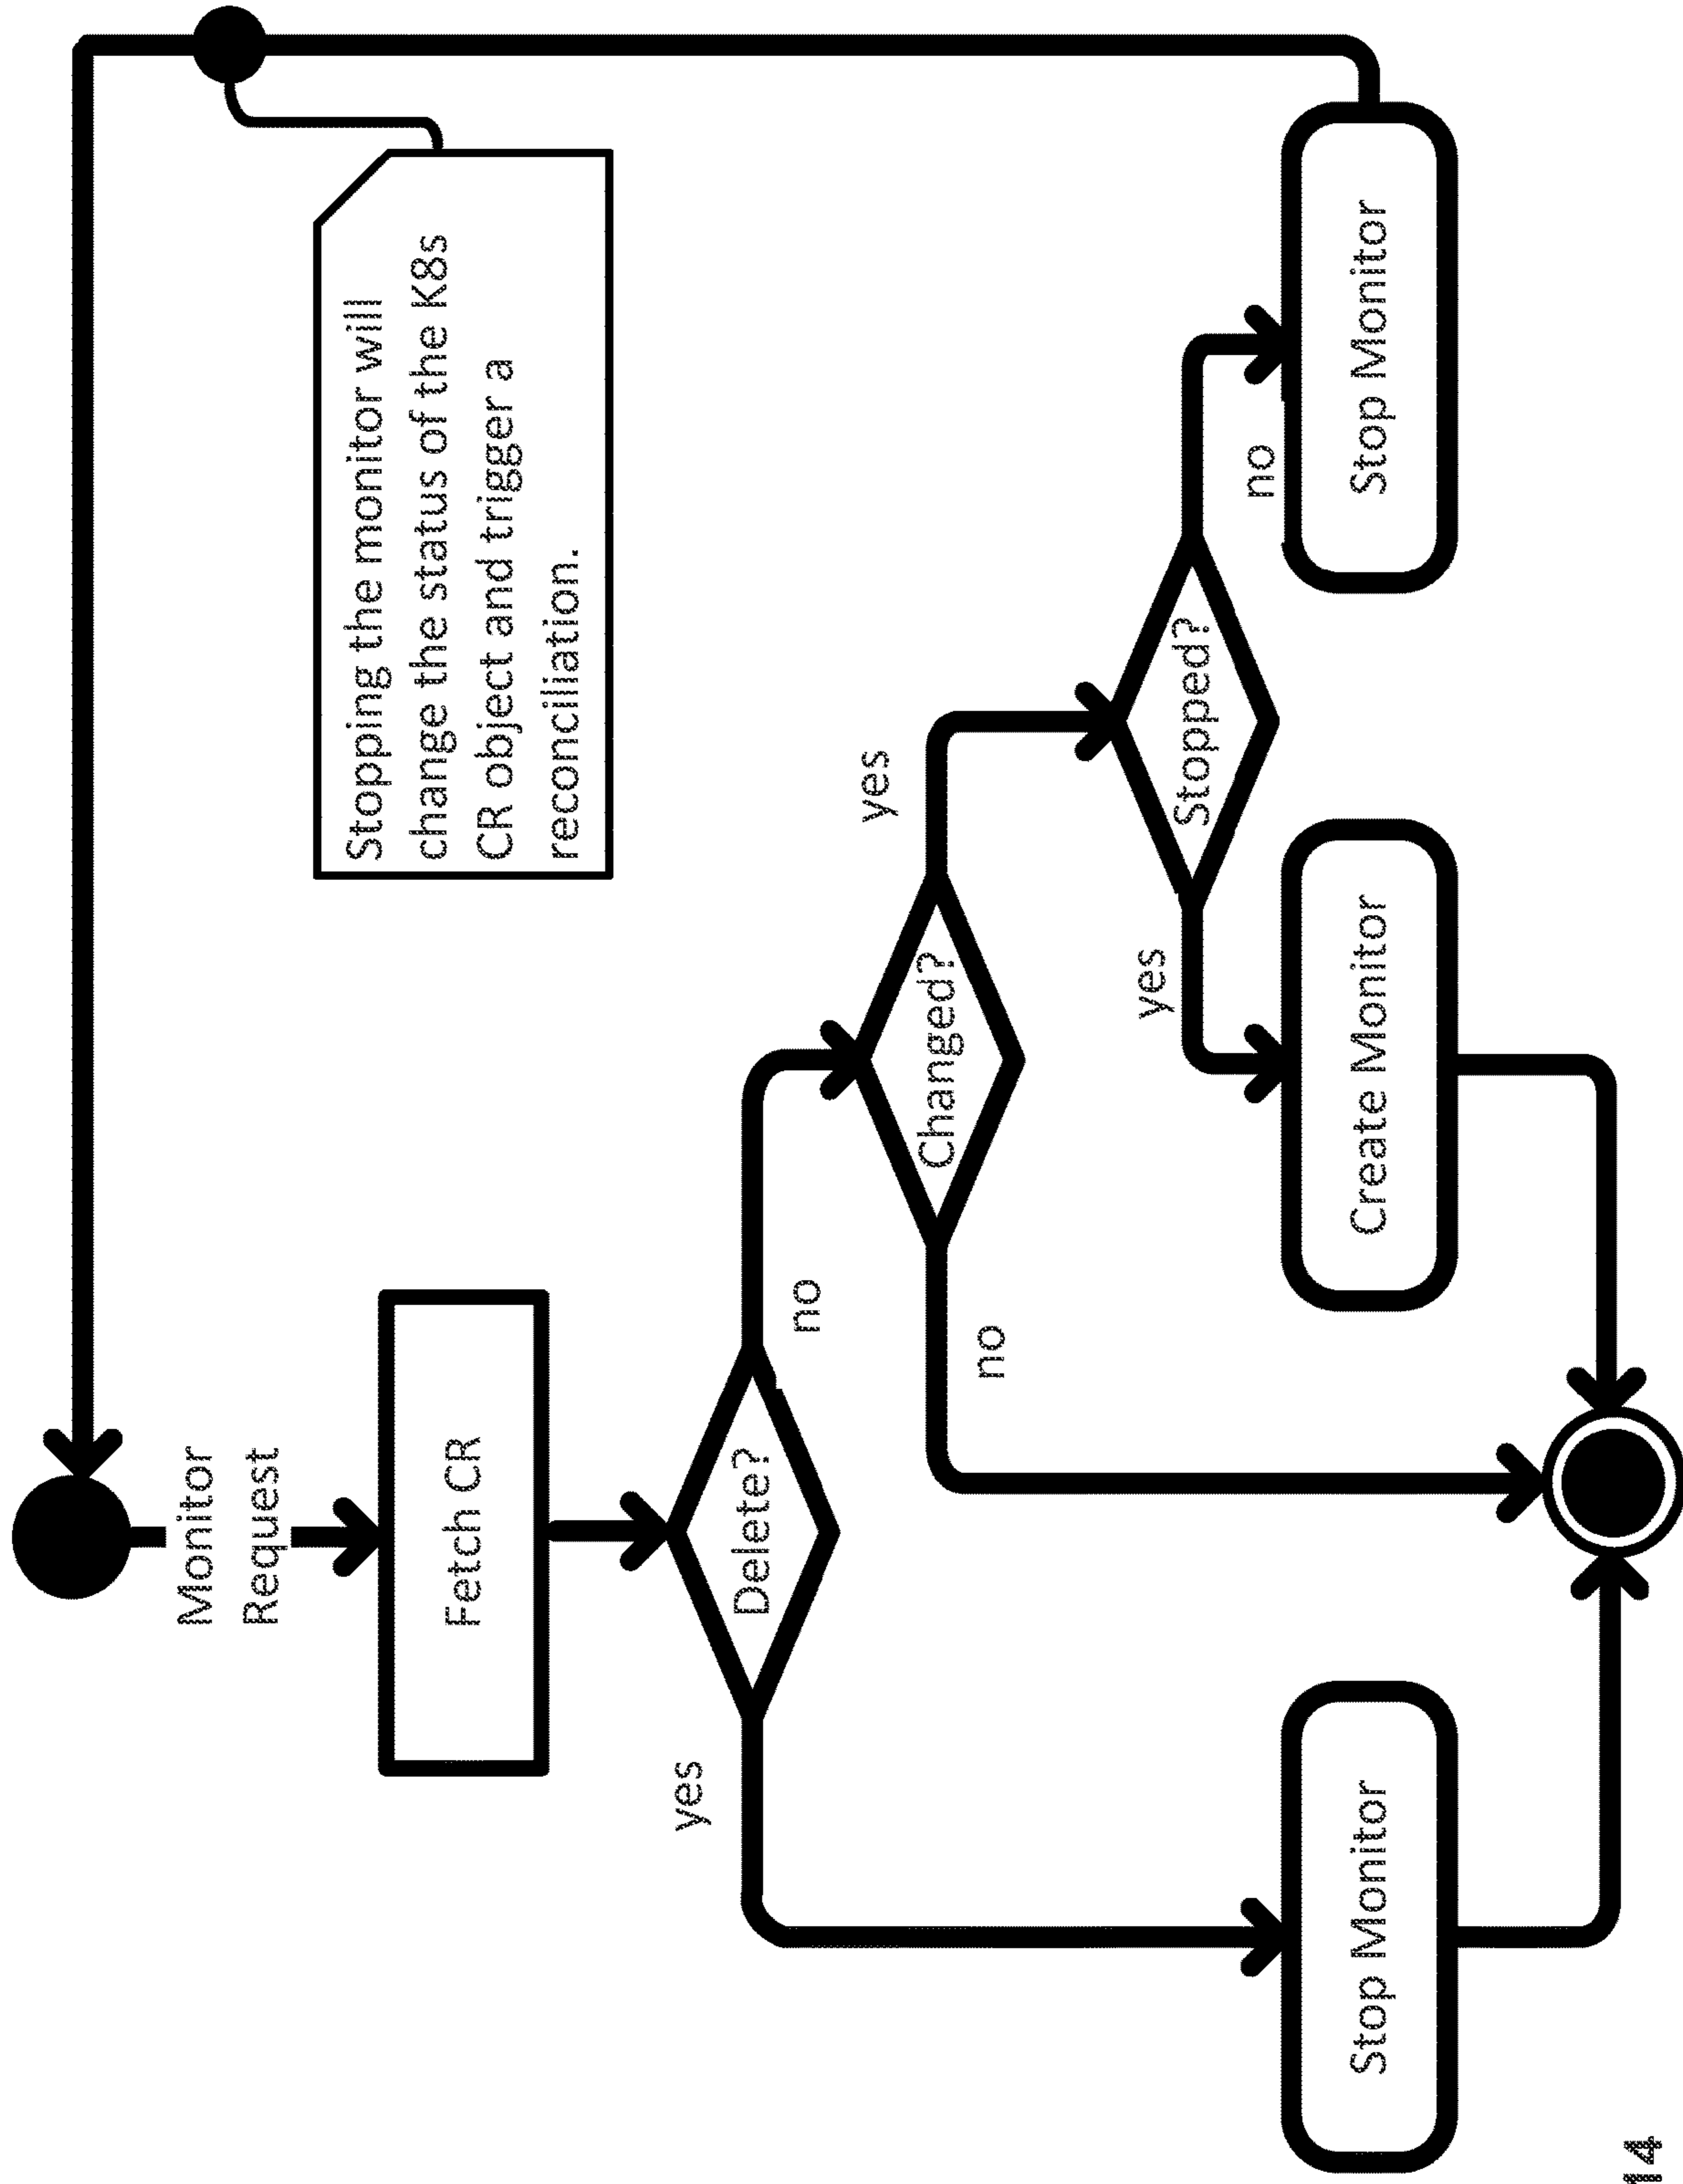 Monitor
Request
Fetch CR
Delete?
yes
no
Changed?
no
yes
Stopped?
yes
no
Stop Monitor
Create Monitor
Stop Monitor
Stopping the monitor will
change the status of the K8s
CR object and trigger a
reconciliation.